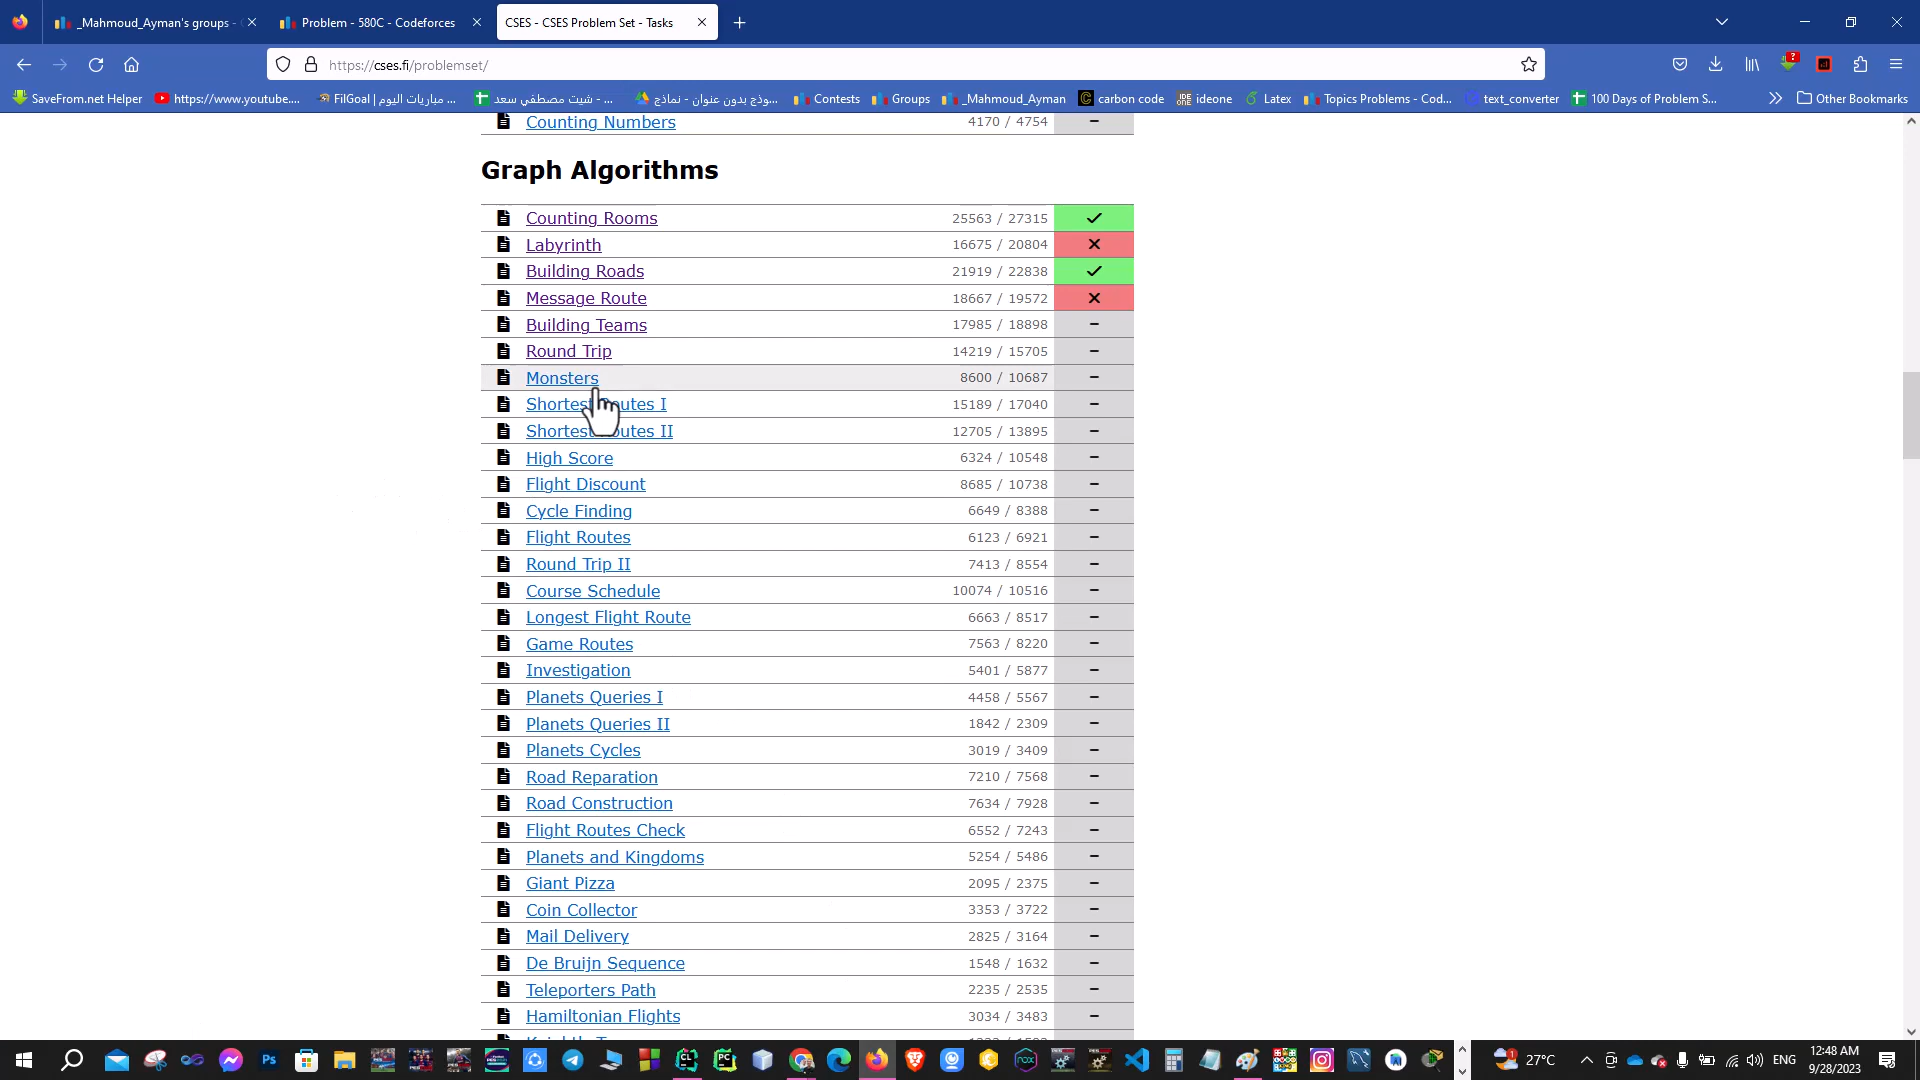 _Mahmoud_Ayman's groups -
Problem - 580C - Codeforces
CSES - CSES Problem Set - Tasks
https://cses.fi/problemset/
SaveFrom.net Helper
https://www.youtube....
FilGoal | مباريات اليوم ...
شيت مصطفي سعد - ...
نموذج بدون عنوان - نماذج...
Contests
Groups
_Mahmoud_Ayman
carbon code
ideone
Latex
Topics Problems - Cod...
text_converter
100 Days of Problem S...
Other Bookmarks
Counting Numbers 4170 / 4754 –
Graph Algorithms
Counting Rooms 25563 / 27315
Labyrinth 16675 / 20804
Building Roads 21919 / 22838
Message Route 18667 / 19572
Building Teams 17985 / 18898 –
Round Trip 14219 / 15705 –
Monsters 8600 / 10687 –
Shortest Routes I 15189 / 17040 –
Shortest Routes II 12705 / 13895 –
High Score 6324 / 10548 –
Flight Discount 8685 / 10738 –
Cycle Finding 6649 / 8388 –
Flight Routes 6123 / 6921 –
Round Trip II 7413 / 8554 –
Course Schedule 10074 / 10516 –
Longest Flight Route 6663 / 8517 –
Game Routes 7563 / 8220 –
Investigation 5401 / 5877 –
Planets Queries I 4458 / 5567 –
Planets Queries II 1842 / 2309 –
Planets Cycles 3019 / 3409 –
Road Reparation 7210 / 7568 –
Road Construction 7634 / 7928 –
Flight Routes Check 6552 / 7243 –
Planets and Kingdoms 5254 / 5486 –
Giant Pizza 2095 / 2375 –
Coin Collector 3353 / 3722 –
Mail Delivery 2825 / 3164 –
De Bruijn Sequence 1548 / 1632 –
Teleporters Path 2235 / 2535 –
Hamiltonian Flights 3034 / 3483 –
27°C
ENG
12:48 AM
9/28/2023